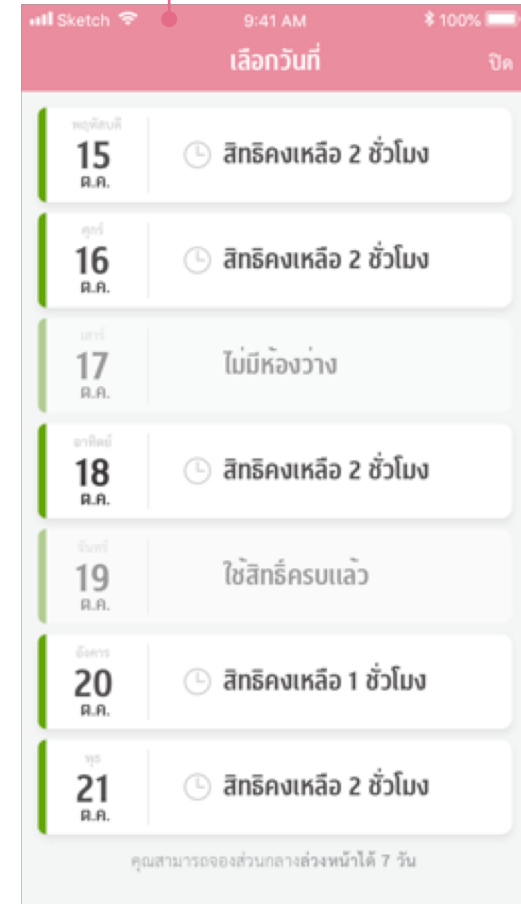 Sketch 9:41 AM 100%
เลือกวันที่ ปิด
พฤหัสบดี
15
ต.ค.
สิทธิคงเหลือ 2 ชั่วโมง
ศุกร์
16
ต.ค.
สิทธิคงเหลือ 2 ชั่วโมง
เสาร์
17
ต.ค.
ไม่มีห้องว่าง
อาทิตย์
18
ต.ค.
สิทธิคงเหลือ 2 ชั่วโมง
จันทร์
19
ต.ค.
ใช้สิทธิ์ครบแล้ว
อังคาร
20
ต.ค.
สิทธิคงเหลือ 1 ชั่วโมง
พุธ
21
ต.ค.
สิทธิคงเหลือ 2 ชั่วโมง
คุณสามารถจองส่วนกลางล่วงหน้าได้ 7 วัน